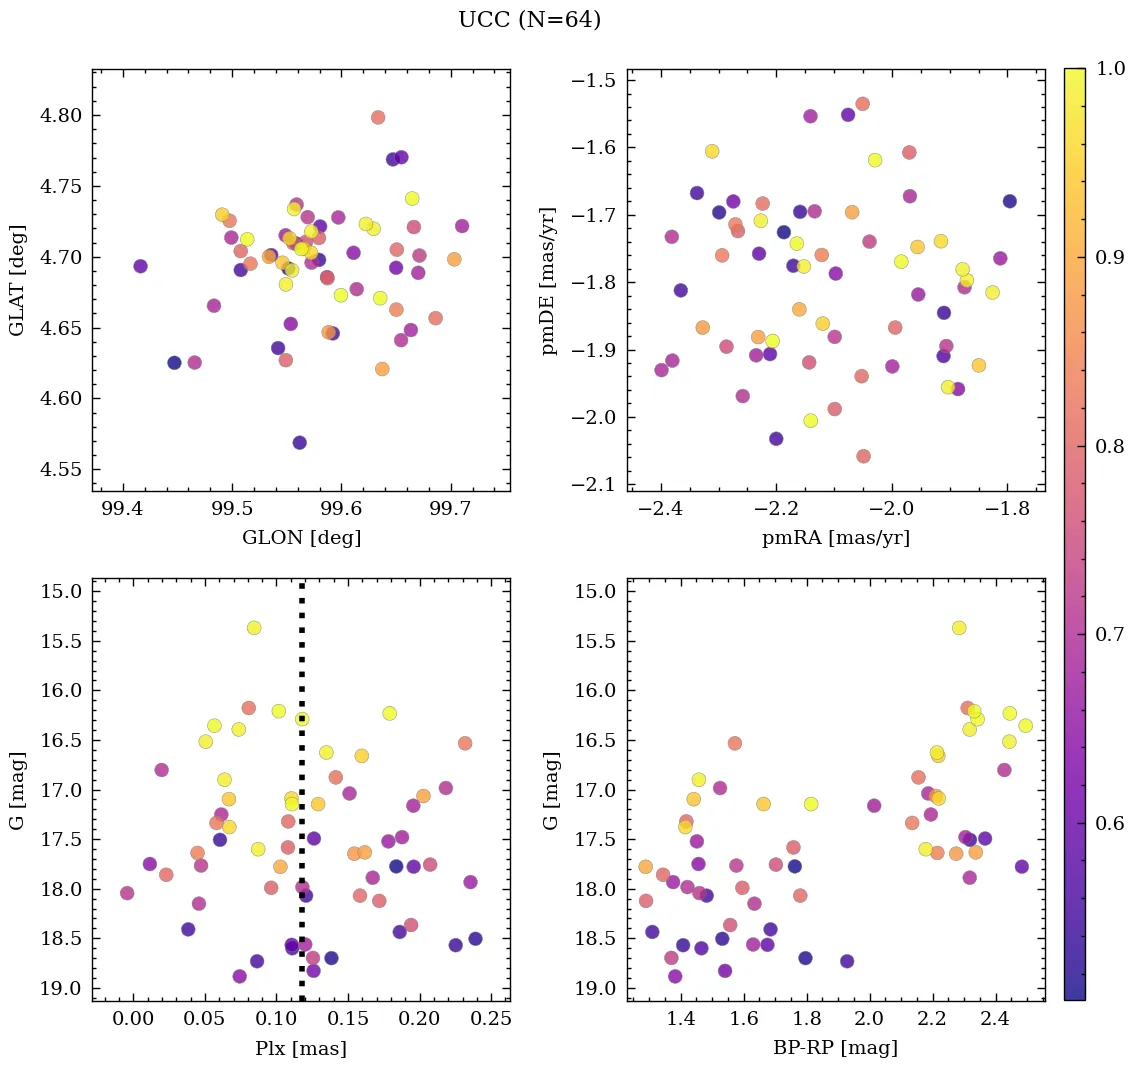 UCC (N=64)
4.80
4.75
4.70
4.65
4.60
4.55
GLAT [deg]
99.4 99.5 99.6 99.7
GLON [deg]
−1.5
−1.6
−1.7
−1.8
−1.9
−2.0
−2.1
pmDE [mas/yr]
−2.4 −2.2 −2.0 −1.8
pmRA [mas/yr]
15.0
15.5
16.0
16.5
17.0
17.5
18.0
18.5
19.0
G [mag]
0.00 0.05 0.10 0.15 0.20 0.25
Plx [mas]
15.0
15.5
16.0
16.5
17.0
17.5
18.0
18.5
19.0
G [mag]
1.4 1.6 1.8 2.0 2.2 2.4
BP-RP [mag]
1.0
0.9
0.8
0.7
0.6